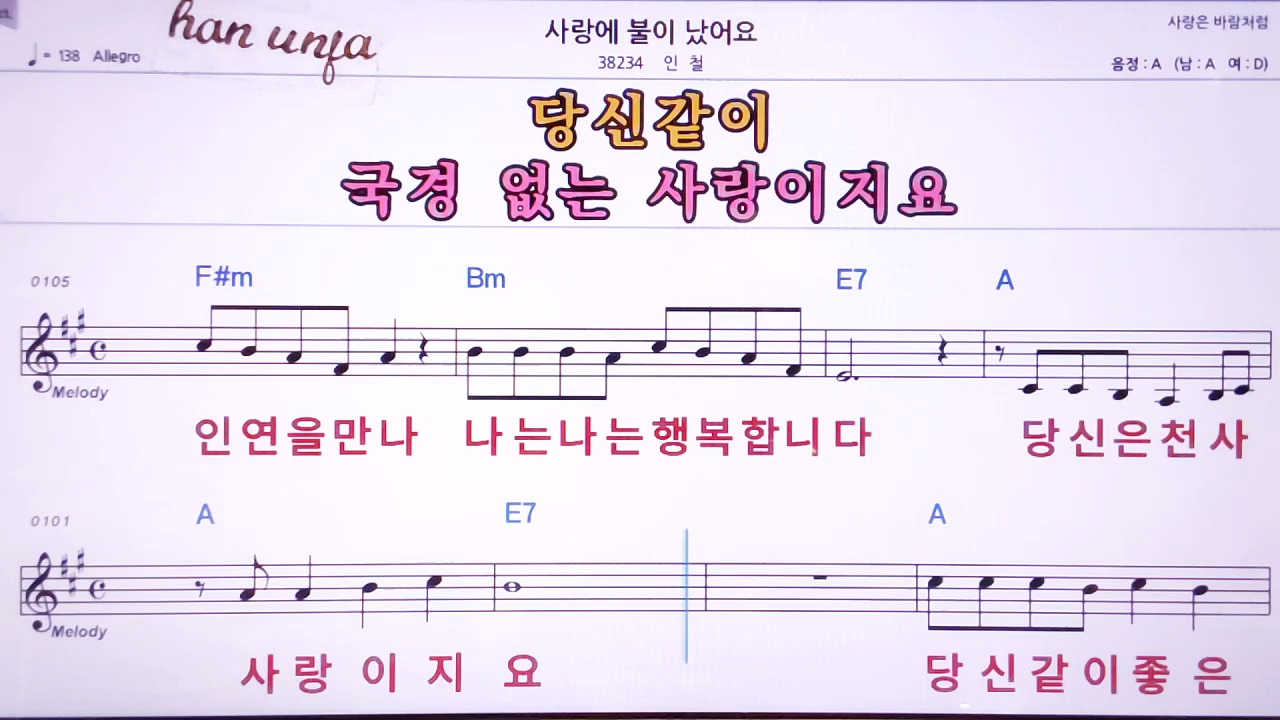 han unja
사랑에 불이 났어요
사랑은 바람처럼
♩= 138 Allegro
38234 인 철
음정 : A (남 : A 여 : D)
당신같이
국경 없는 사랑이지요
0105
F#m Bm E7 A
Melody
인연을만나 나는나는행복합니다 당신은천사
0101
A E7 A
Melody
사랑이지요 당신같이좋은